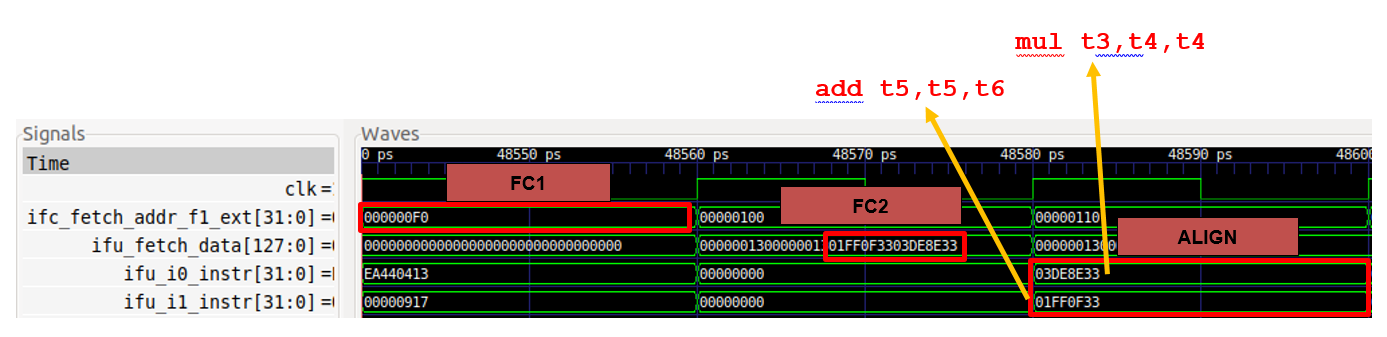 mul t3,t4,t4
add t5,t5,t6
Signals
Waves
Time
0 ps 48550 ps 48560 ps 48570 ps 48580 ps 48590 ps 48600
clk=
FC1
FC2
ALIGN
ifc_fetch_addr_f1_ext[31:0]=
000000F0 00000100 00000110
ifu_fetch_data[127:0]=
00000000000000000000000000000000 01FF0F3303DE8E33
ifu_i0_instr[31:0]=
EA440413 00000000 03DE8E33
ifu_i1_instr[31:0]=
00000917 00000000 01FF0F33